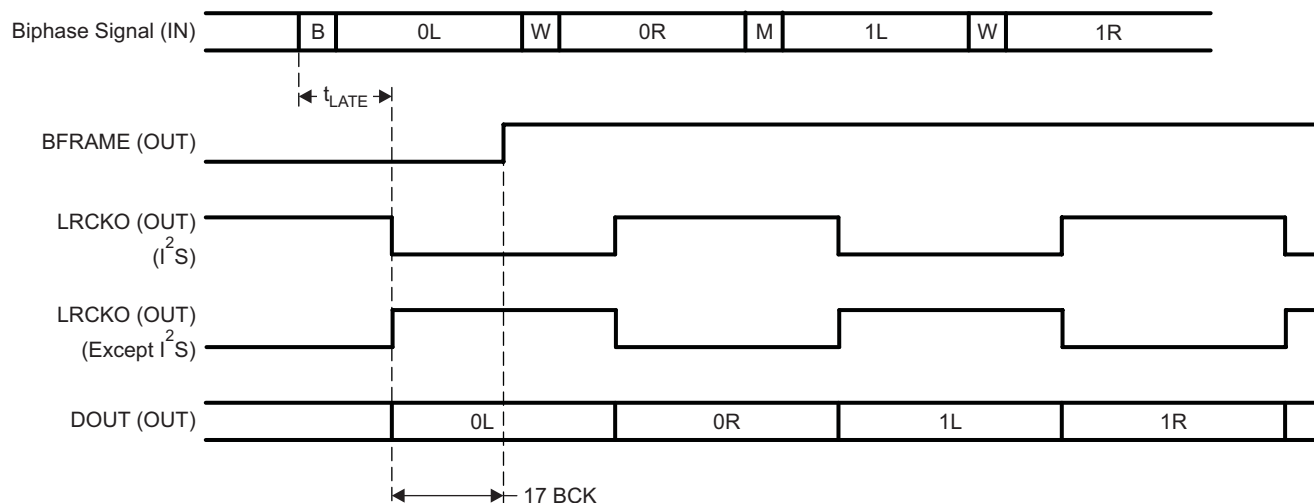 Biphase Signal (IN) B 0L W 0R M 1L W 1R
tLATE
BFRAME (OUT)
LRCKO (OUT)
(I2S)
LRCKO (OUT)
(Except I2S)
DOUT (OUT) 0L 0R 1L 1R
17 BCK